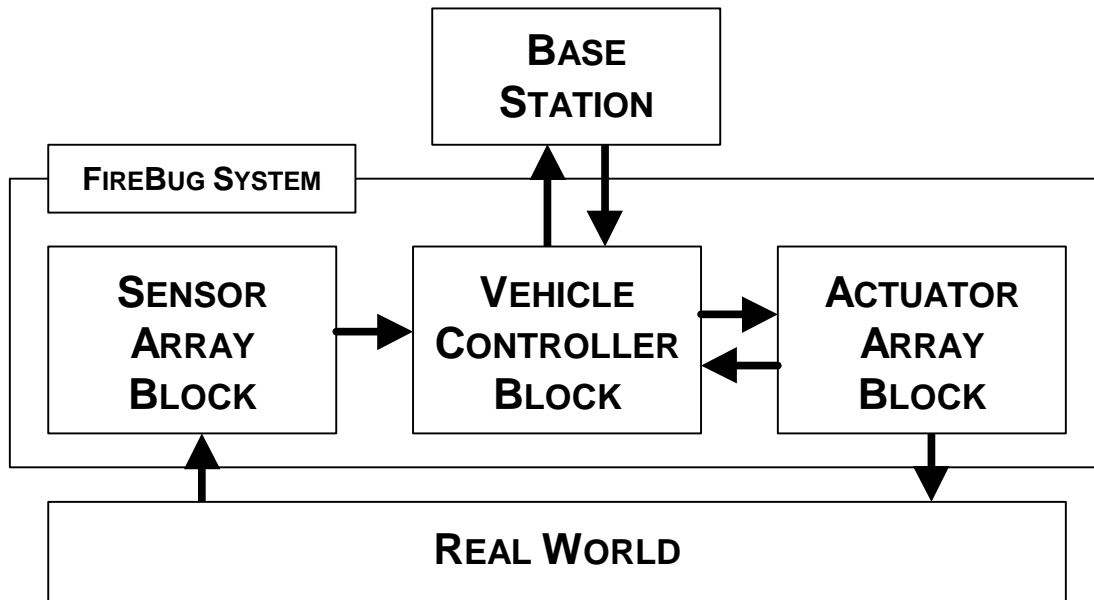 BASE
STATION
FIREBUG SYSTEM
SENSOR
ARRAY
BLOCK
VEHICLE
CONTROLLER
BLOCK
ACTUATOR
ARRAY
BLOCK
REAL WORLD